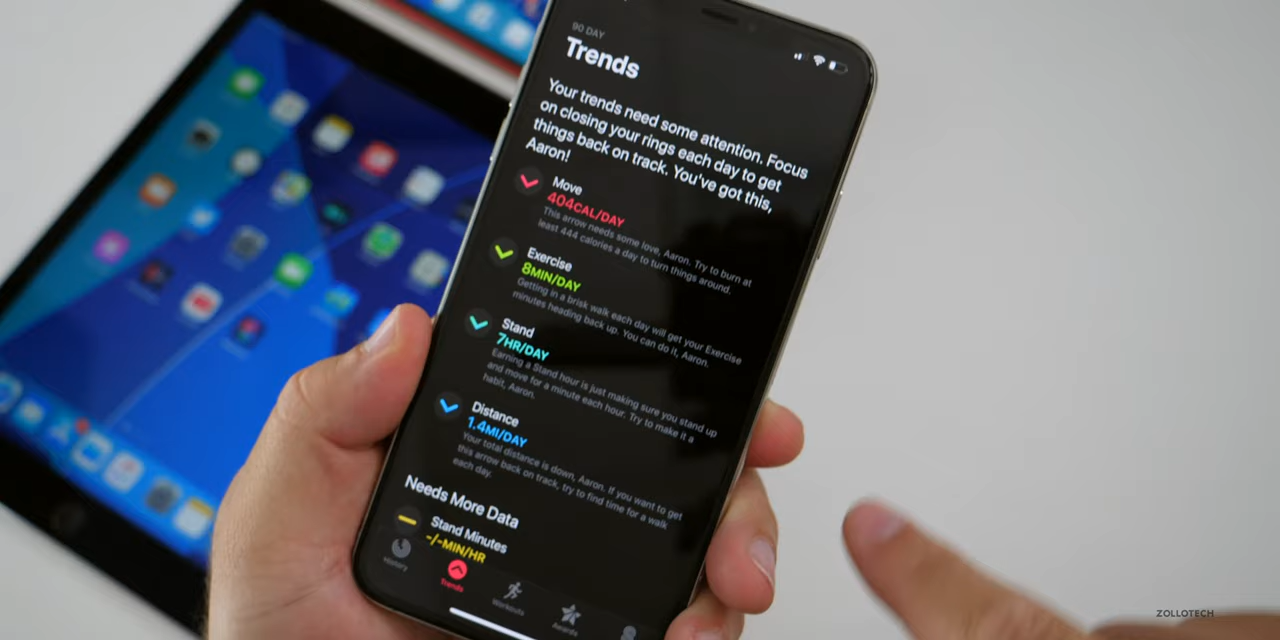 90 DAY
Trends
Your trends need some attention. Focus
on closing your rings each day to get
things back on track. You've got this,
Aaron!
Move
404CAL/DAY
This arrow needs some love, Aaron. Try to burn at
least 444 calories a day to turn things around.
Exercise
8MIN/DAY
Getting in a brisk walk each day will get your Exercise
minutes heading back up. You can do it, Aaron.
Stand
7HR/DAY
Earning a Stand hour is just making sure you stand up
and move for a minute each hour. Try to make it a
habit, Aaron.
Distance
1.4MI/DAY
Your total distance is down, Aaron. If you want to get
this arrow back on track, try to find time for a walk
each day.
Needs More Data
Stand Minutes
-/-MIN/HR
History
Trends
Workouts
Awards
ZOLLOTECH